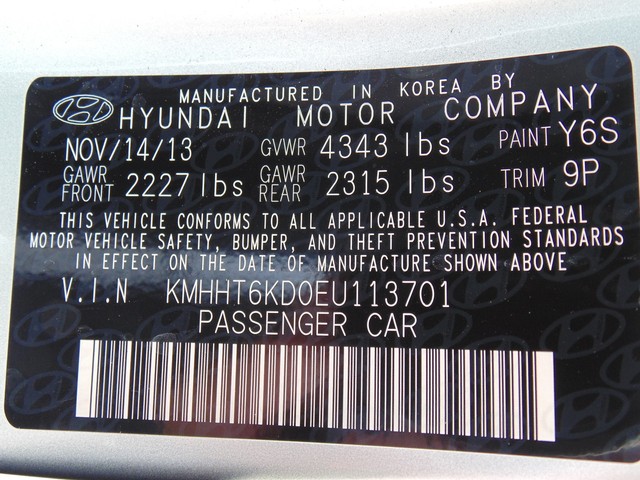 MANUFACTURED IN KOREA BY
HYUNDAI MOTOR COMPANY
NOV/14/13 GVWR 4343 lbs PAINT Y6S
GAWR FRONT 2227 lbs GAWR REAR 2315 lbs TRIM 9P
THIS VEHICLE CONFORMS TO ALL APPLICABLE U.S.A. FEDERAL
MOTOR VEHICLE SAFETY, BUMPER, AND THEFT PREVENTION STANDARDS
IN EFFECT ON THE DATE OF MANUFACTURE SHOWN ABOVE
V.I.N KMHHT6KD0EU113701
PASSENGER CAR